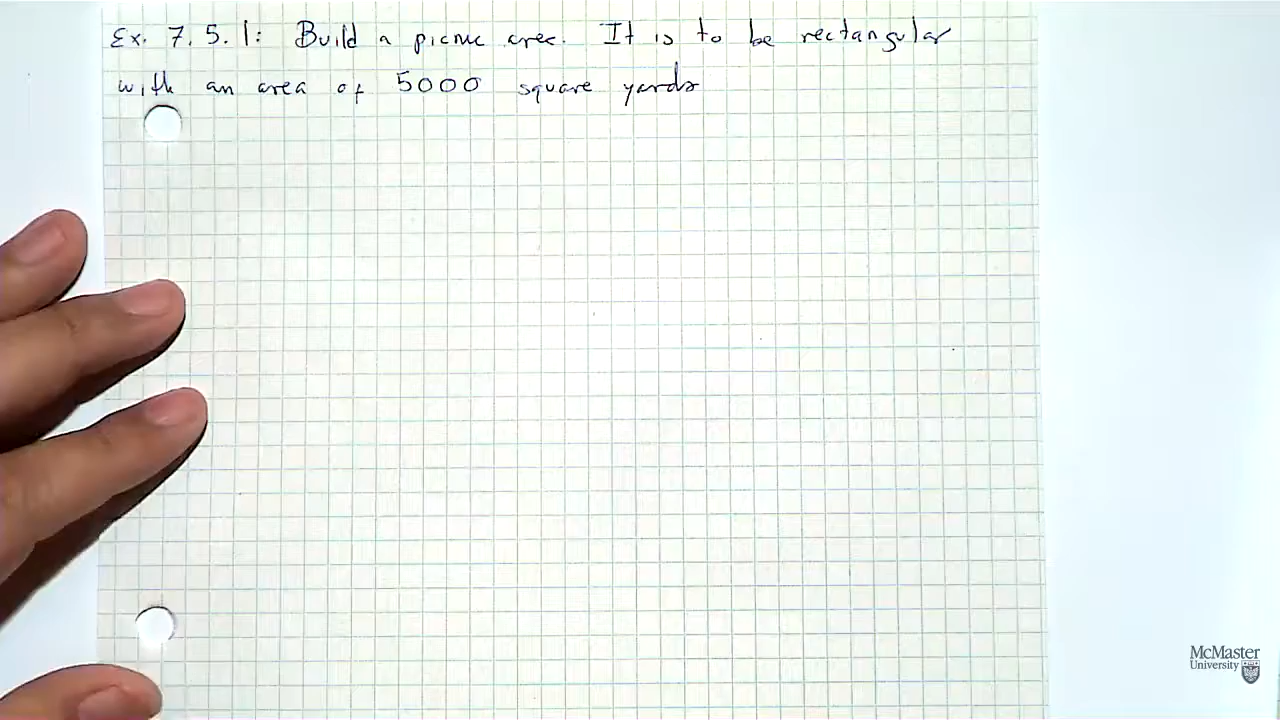 Ex. 7.5.1: Build a picnic area. It is to be rectangular
with an area of 5000 square yards
McMaster
University